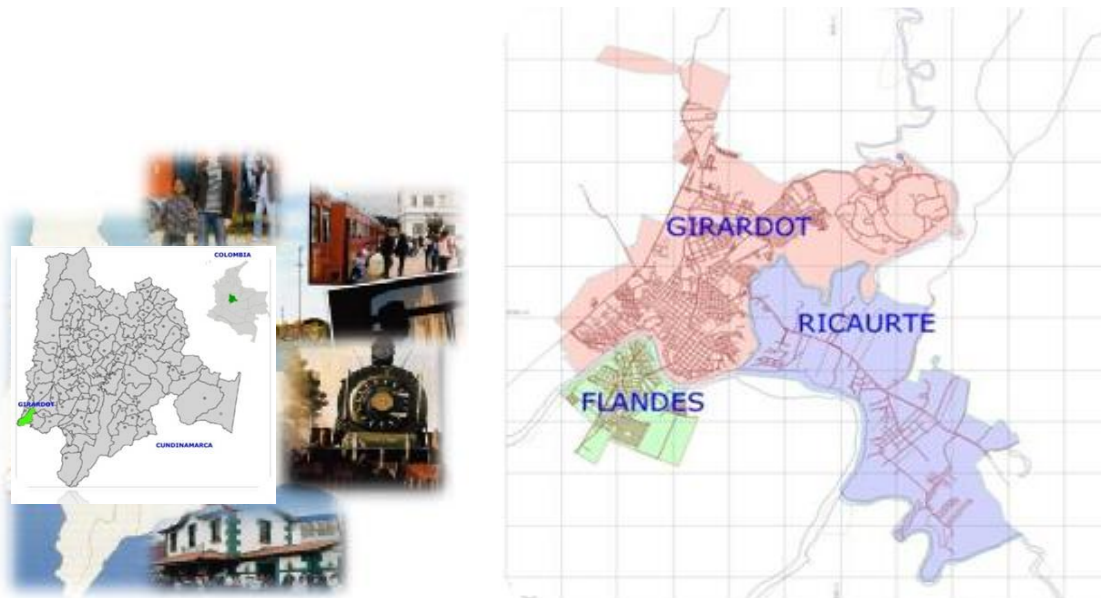 COLOMBIA
GIRARDOT
CUNDINAMARCA
GIRARDOT
RICAURTE
FLANDES